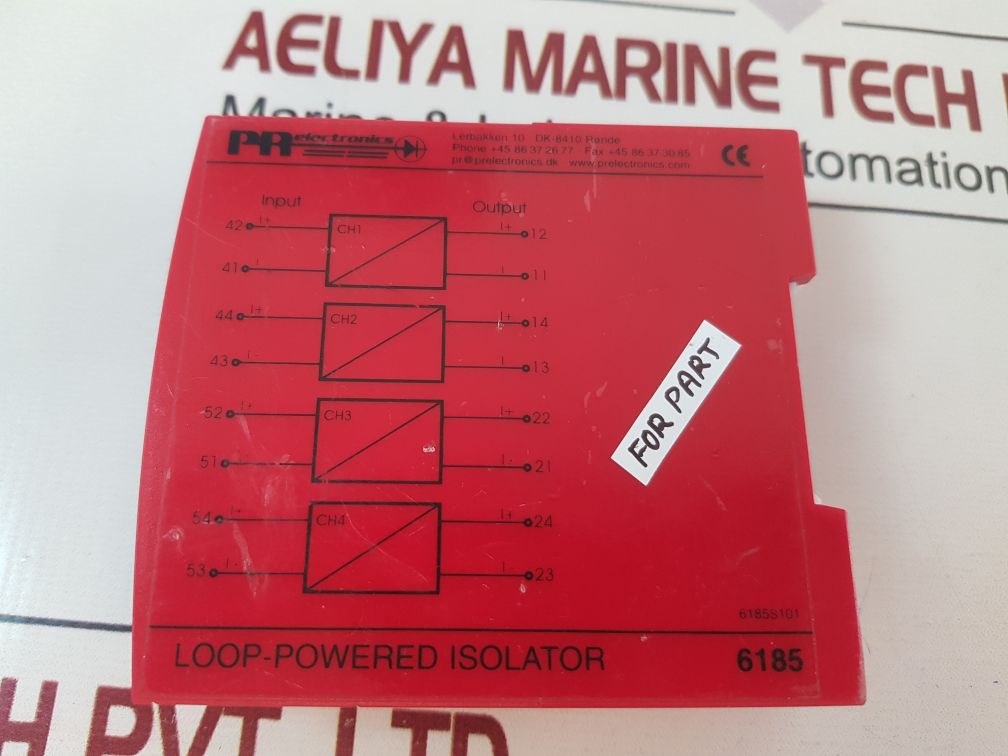 AELIYA MARINE TECH
Marine &
tomation
PR electronics
Lerbakken 10 DK-8410 Rønde
Phone +45 86 37 26 77 Fax +45 86 37 30 85
pr@prelectronics.dk www.prelectronics.com
CE
Input Output
42 I+ CH1 I+ 12
41 I- I- 11
44 I+ CH2 I+ 14
43 I- I- 13
52 I+ CH3 I+ 22
51 I- I- 21
54 I+ CH4 I+ 24
53 I- I- 23
FOR PART
6185S101
LOOP-POWERED ISOLATOR 6185
H PVT. LTD